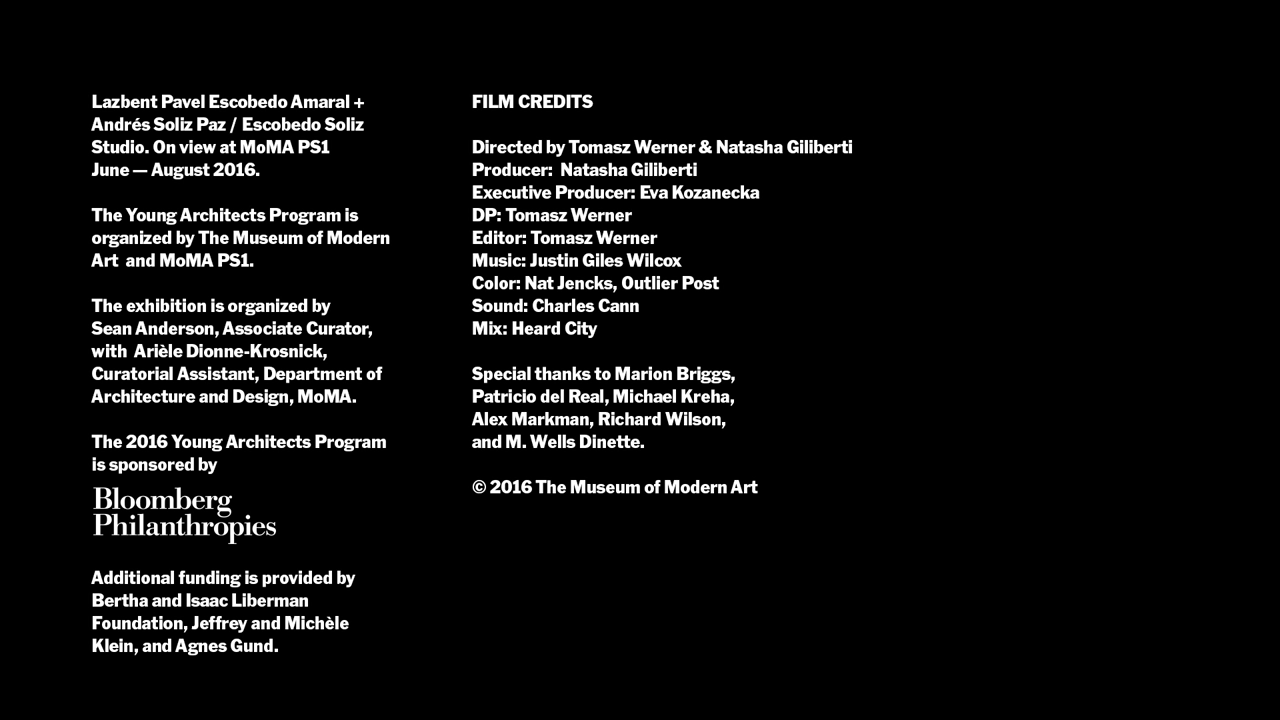 Lazbent Pavel Escobedo Amaral +
Andrés Soliz Paz / Escobedo Soliz
Studio. On view at MoMA PS1
June — August 2016.
The Young Architects Program is
organized by The Museum of Modern
Art and MoMA PS1.
The exhibition is organized by
Sean Anderson, Associate Curator,
with Arièle Dionne-Krosnick,
Curatorial Assistant, Department of
Architecture and Design, MoMA.
The 2016 Young Architects Program
is sponsored by
Bloomberg
Philanthropies
Additional funding is provided by
Bertha and Isaac Liberman
Foundation, Jeffrey and Michèle
Klein, and Agnes Gund.
FILM CREDITS
Directed by Tomasz Werner & Natasha Giliberti
Producer: Natasha Giliberti
Executive Producer: Eva Kozanecka
DP: Tomasz Werner
Editor: Tomasz Werner
Music: Justin Giles Wilcox
Color: Nat Jencks, Outlier Post
Sound: Charles Cann
Mix: Heard City
Special thanks to Marion Briggs,
Patricio del Real, Michael Kreha,
Alex Markman, Richard Wilson,
and M. Wells Dinette.
© 2016 The Museum of Modern Art